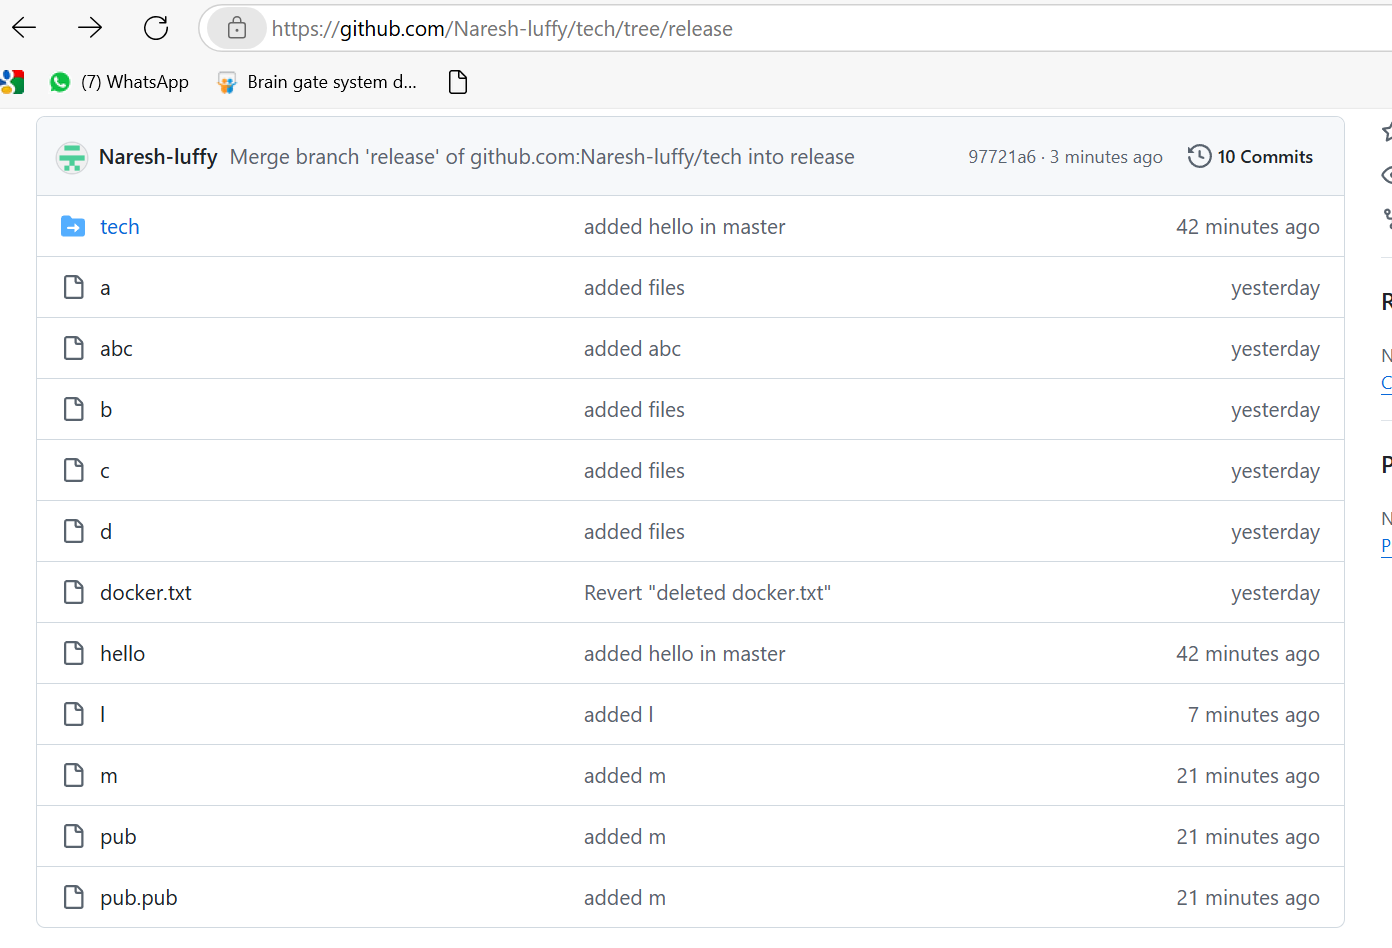 https://github.com/Naresh-luffy/tech/tree/release
(7) WhatsApp Brain gate system d...
Naresh-luffy Merge branch 'release' of github.com:Naresh-luffy/tech into release 97721a6 · 3 minutes ago 10 Commits
tech added hello in master 42 minutes ago
a added files yesterday
abc added abc yesterday
b added files yesterday
c added files yesterday
d added files yesterday
docker.txt Revert "deleted docker.txt" yesterday
hello added hello in master 42 minutes ago
l added l 7 minutes ago
m added m 21 minutes ago
pub added m 21 minutes ago
pub.pub added m 21 minutes ago